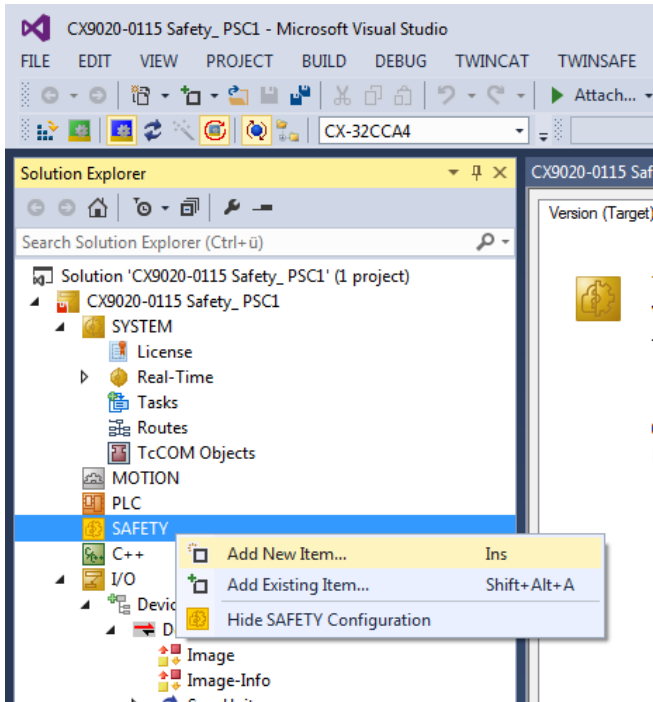 CX9020-0115 Safety_ PSC1 - Microsoft Visual Studio
FILE EDIT VIEW PROJECT BUILD DEBUG TWINCAT TWINSAFE
Attach...
CX-32CCA4
Solution Explorer
CX9020-0115 Saf
Version (Target)
Search Solution Explorer (Ctrl+ü)
Solution 'CX9020-0115 Safety_ PSC1' (1 project)
CX9020-0115 Safety_ PSC1
SYSTEM
License
Real-Time
Tasks
Routes
TcCOM Objects
MOTION
PLC
SAFETY
C++
Add New Item... Ins
I/O
Add Existing Item... Shift+Alt+A
Devic
Hide SAFETY Configuration
D
Image
Image-Info